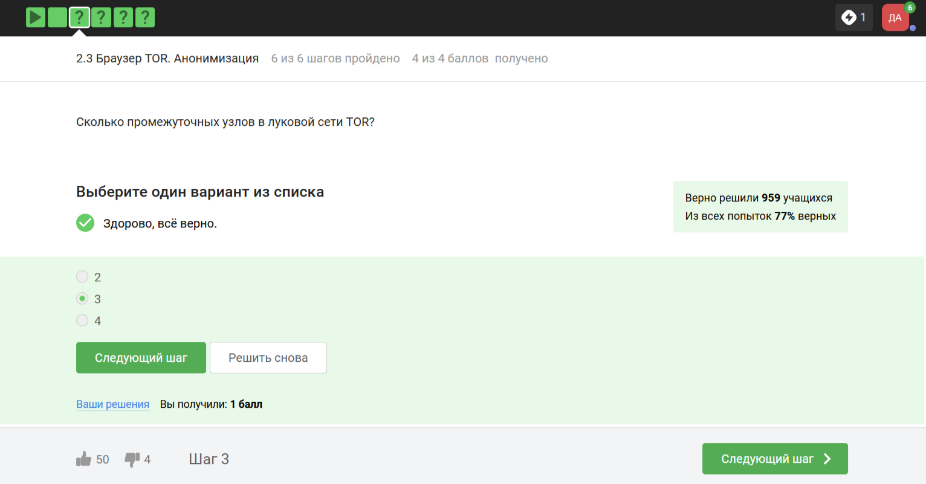 ? ? ? ?
1
ДА
6
2.3 Браузер TOR. Анонимизация 6 из 6 шагов пройдено 4 из 4 баллов получено
Сколько промежуточных узлов в луковой сети TOR?
Выберите один вариант из списка
Здорово, всё верно.
Верно решили 959 учащихся
Из всех попыток 77% верных
2
3
4
Следующий шаг Решить снова
Ваши решения Вы получили: 1 балл
50 4 Шаг 3 Следующий шаг